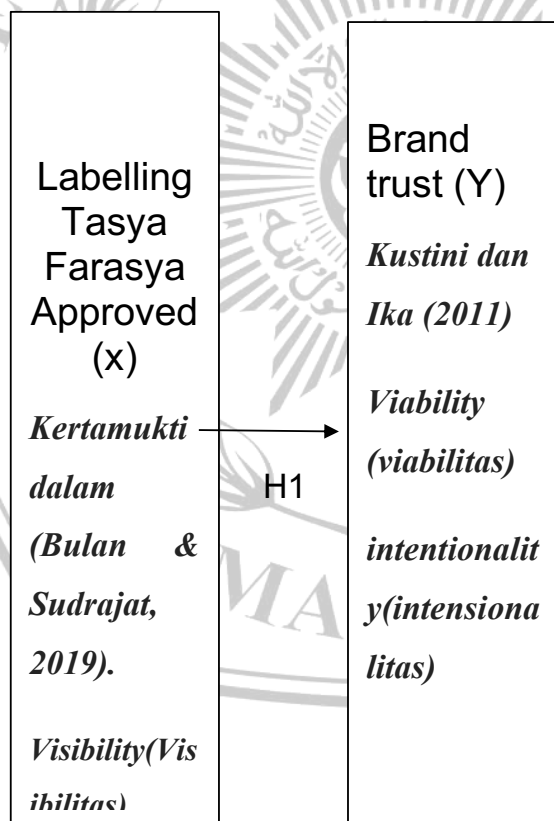 Labelling
Tasya
Farasya
Approved
(x)
Kertamukti
dalam
(Bulan &
Sudrajat,
2019).
Visibility(Vis
ibilitas)
H1
Brand
trust (Y)
Kustini dan
Ika (2011)
Viability
(viabilitas)
intentionalit
y(intensiona
litas)
MA